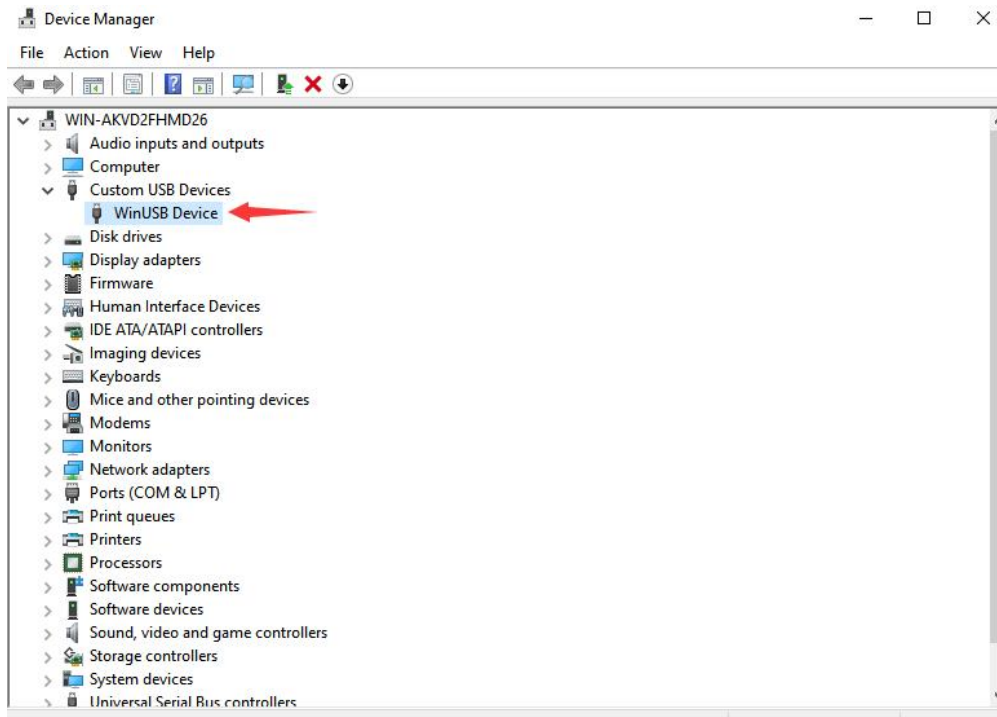 Device Manager
File Action View Help
WIN-AKVD2FHMD26
Audio inputs and outputs
Computer
Custom USB Devices
WinUSB Device
Disk drives
Display adapters
Firmware
Human Interface Devices
IDE ATA/ATAPI controllers
Imaging devices
Keyboards
Mice and other pointing devices
Modems
Monitors
Network adapters
Ports (COM & LPT)
Print queues
Printers
Processors
Software components
Software devices
Sound, video and game controllers
Storage controllers
System devices
Universal Serial Bus controllers